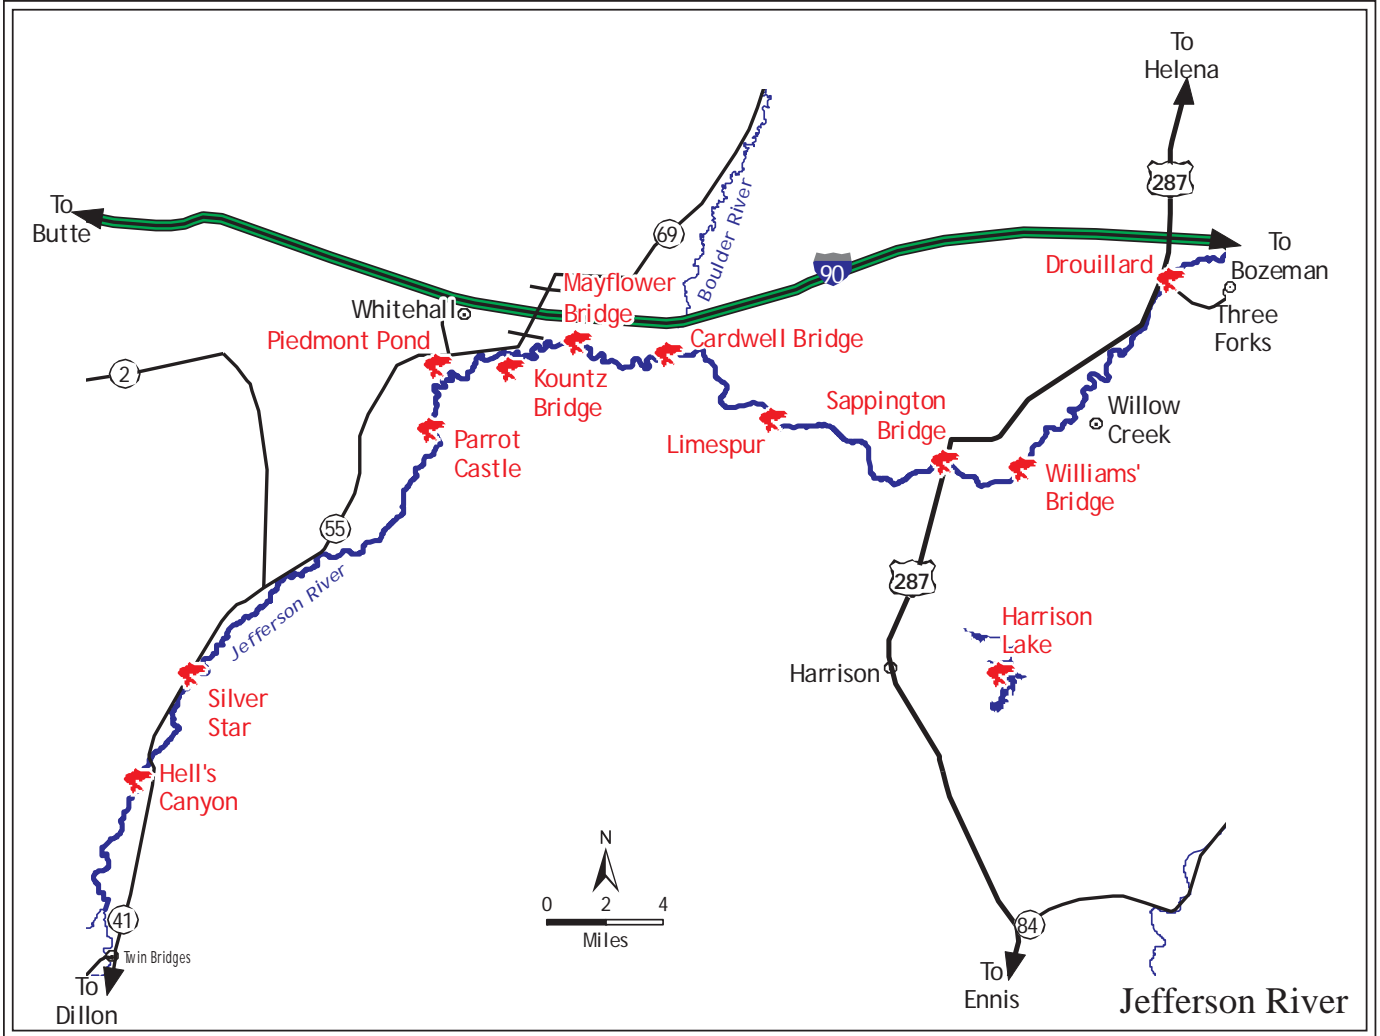 To
Helena
287
To
Butte
69
Boulder River
90
Drouillard
To
Bozeman
Mayflower
Bridge
Whitehall
Three
Forks
Piedmont Pond
Cardwell Bridge
2
Kountz
Bridge
Sappington
Bridge
Willow
Creek
Parrot
Castle
Limespur
Williams'
Bridge
55
287
Jefferson River
Harrison
Lake
Harrison
Silver
Star
Hell's
Canyon
N
0 2 4
Miles
41
84
Twin Bridges
To
Dillon
To
Ennis
Jefferson River